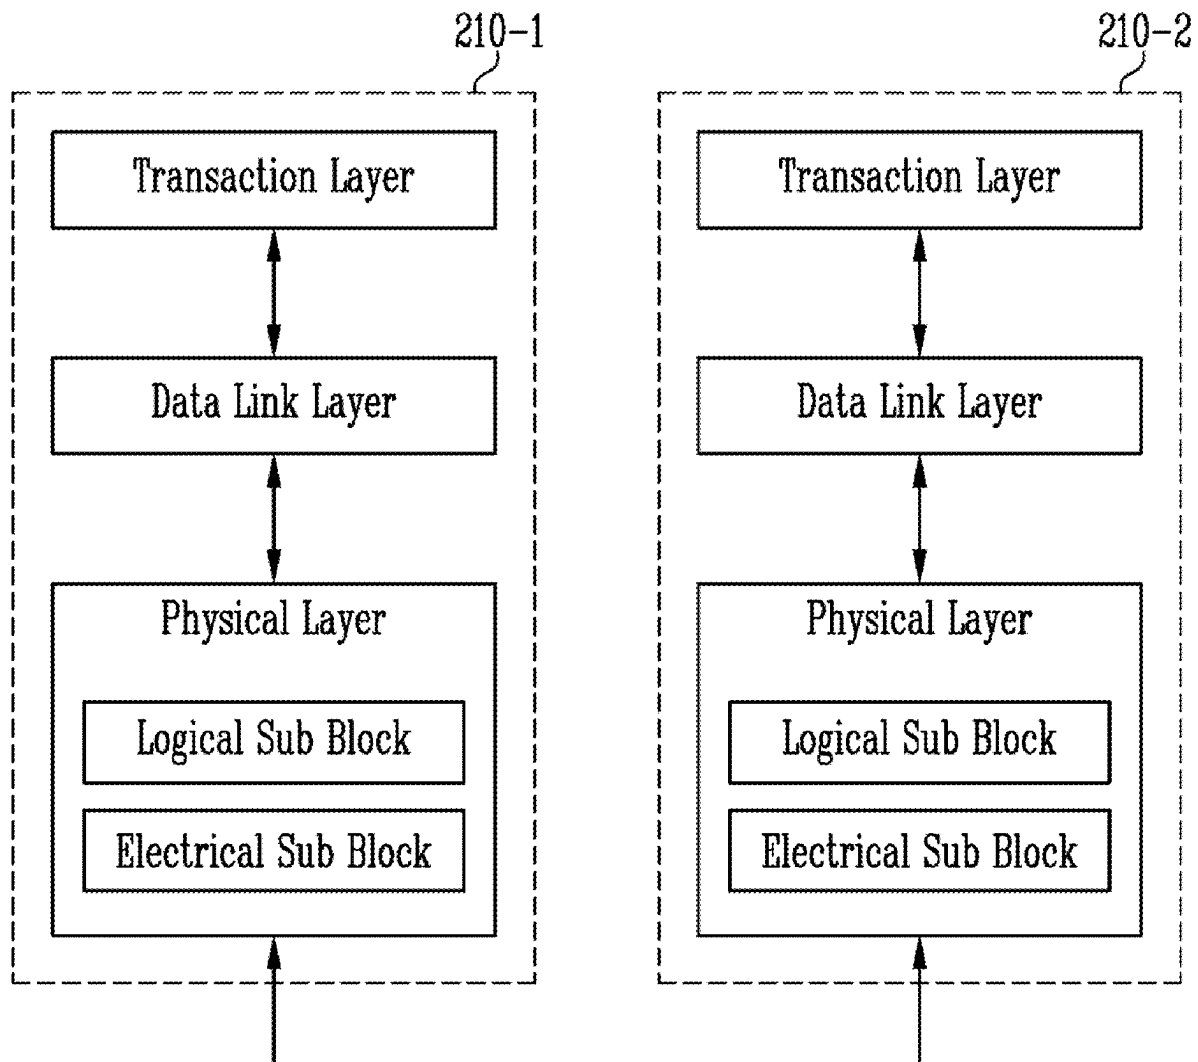 210-1
Transaction Layer
Data Link Layer
Physical Layer
Logical Sub Block
Electrical Sub Block
210-2
Transaction Layer
Data Link Layer
Physical Layer
Logical Sub Block
Electrical Sub Block